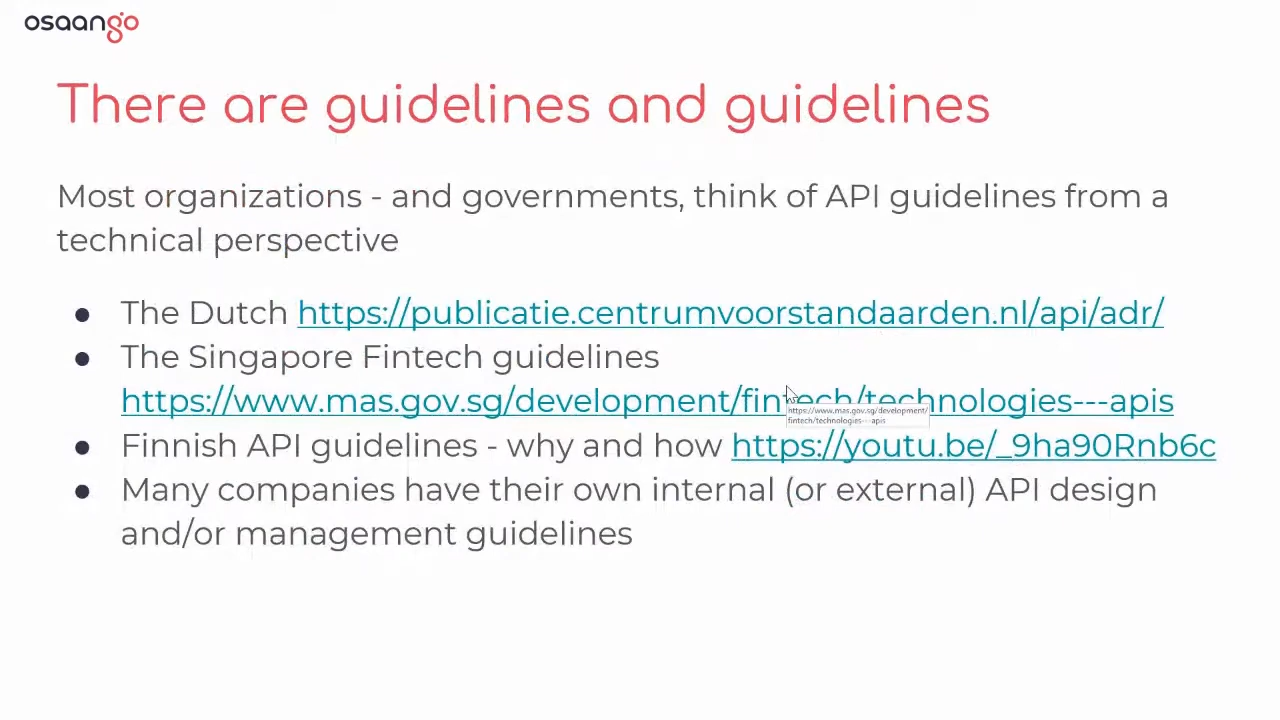 osaango
There are guidelines and guidelines
Most organizations - and governments, think of API guidelines from a
technical perspective
● The Dutch https://publicatie.centrumvoorstandaarden.nl/api/adr/
● The Singapore Fintech guidelines
https://www.mas.gov.sg/development/fintech/technologies---apis
https://www.mas.gov.sg/development/
fintech/technologies---apis
● Finnish API guidelines - why and how https://youtu.be/_9ha90Rnb6c
● Many companies have their own internal (or external) API design
and/or management guidelines